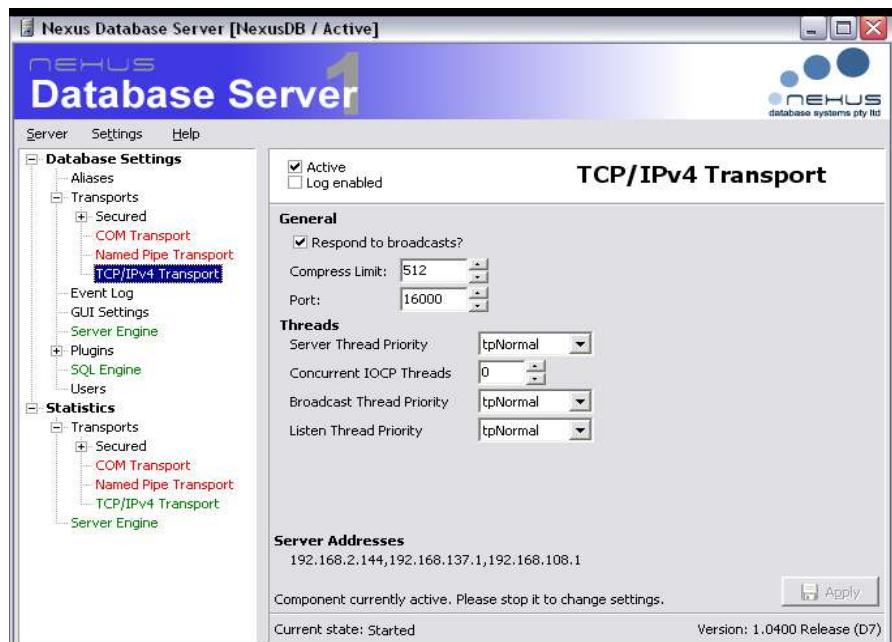 Nexus Database Server [NexusDB / Active]
nexus
Database Server 1
nexus
database systems pty ltd
Server Settings Help
Database Settings
Aliases
Transports
Secured
COM Transport
Named Pipe Transport
TCP/IPv4 Transport
Event Log
GUI Settings
Server Engine
Plugins
SQL Engine
Users
Statistics
Transports
Secured
COM Transport
Named Pipe Transport
TCP/IPv4 Transport
Server Engine
Active
Log enabled
TCP/IPv4 Transport
General
Respond to broadcasts?
Compress Limit: 512
Port: 16000
Threads
Server Thread Priority tpNormal
Concurrent IOCP Threads 0
Broadcast Thread Priority tpNormal
Listen Thread Priority tpNormal
Server Addresses
192.168.2.144,192.168.137.1,192.168.108.1
Component currently active. Please stop it to change settings.
Apply
Current state: Started
Version: 1.0400 Release (D7)